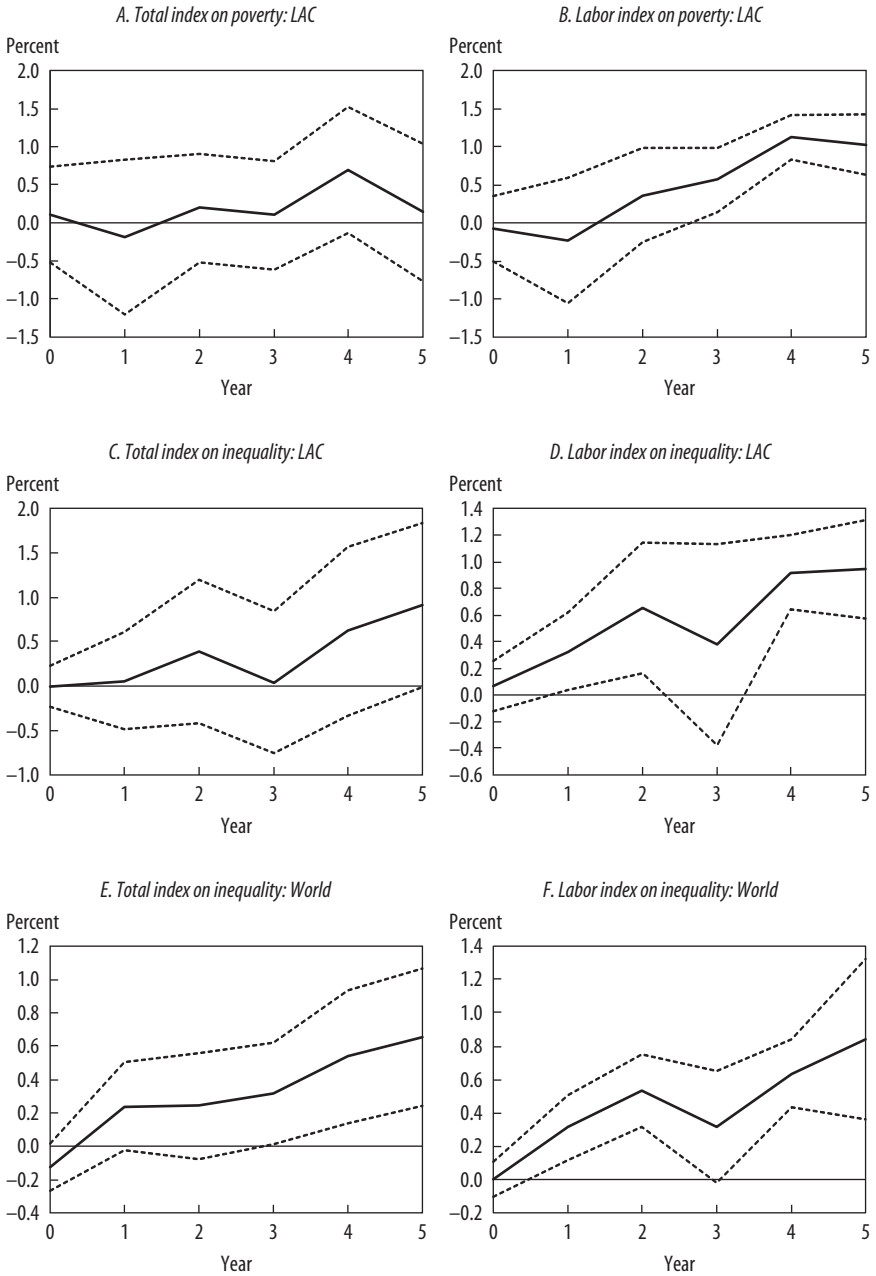 A. Total index on poverty: LAC
Percent
2.0
1.5
1.0
0.5
0.0
–0.5
–1.0
–1.5
0 1 2 3 4 5
Year
B. Labor index on poverty: LAC
Percent
2.0
1.5
1.0
0.5
0.0
–0.5
–1.0
–1.5
0 1 2 3 4 5
Year
C. Total index on inequality: LAC
Percent
2.0
1.5
1.0
0.5
0.0
–0.5
–1.0
0 1 2 3 4 5
Year
D. Labor index on inequality: LAC
Percent
1.4
1.2
1.0
0.8
0.6
0.4
0.2
0.0
–0.2
–0.4
–0.6
0 1 2 3 4 5
Year
E. Total index on inequality: World
Percent
1.2
1.0
0.8
0.6
0.4
0.2
0.0
–0.2
–0.4
0 1 2 3 4 5
Year
F. Labor index on inequality: World
Percent
1.4
1.2
1.0
0.8
0.6
0.4
0.2
0.0
–0.2
0 1 2 3 4 5
Year